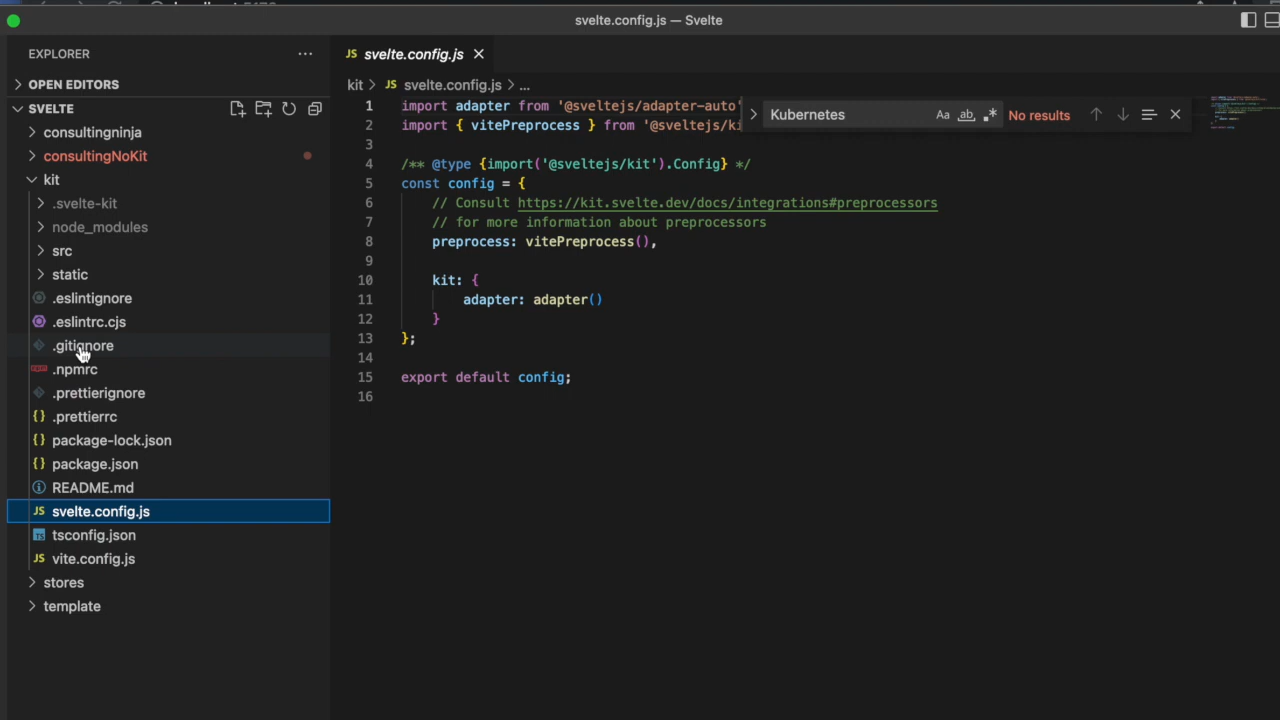 svelte.config.js — Svelte
EXPLORER
OPEN EDITORS
SVELTE
consultingninja
consultingNoKit
kit
.svelte-kit
node_modules
src
static
.eslintignore
.eslintrc.cjs
.gitignore
.npmrc
.prettierignore
.prettierrc
package-lock.json
package.json
README.md
svelte.config.js
tsconfig.json
vite.config.js
stores
template
JS svelte.config.js
kit > JS svelte.config.js > ...
1 import adapter from '@sveltejs/adapter-auto'
2 import { vitePreprocess } from '@sveltejs/ki
3
4 /** @type {import('@sveltejs/kit').Config} */
5 const config = {
6 // Consult https://kit.svelte.dev/docs/integrations#preprocessors
7 // for more information about preprocessors
8 preprocess: vitePreprocess(),
9
10 kit: {
11 adapter: adapter()
12 }
13 };
14
15 export default config;
16
Kubernetes Aa ab .* No results